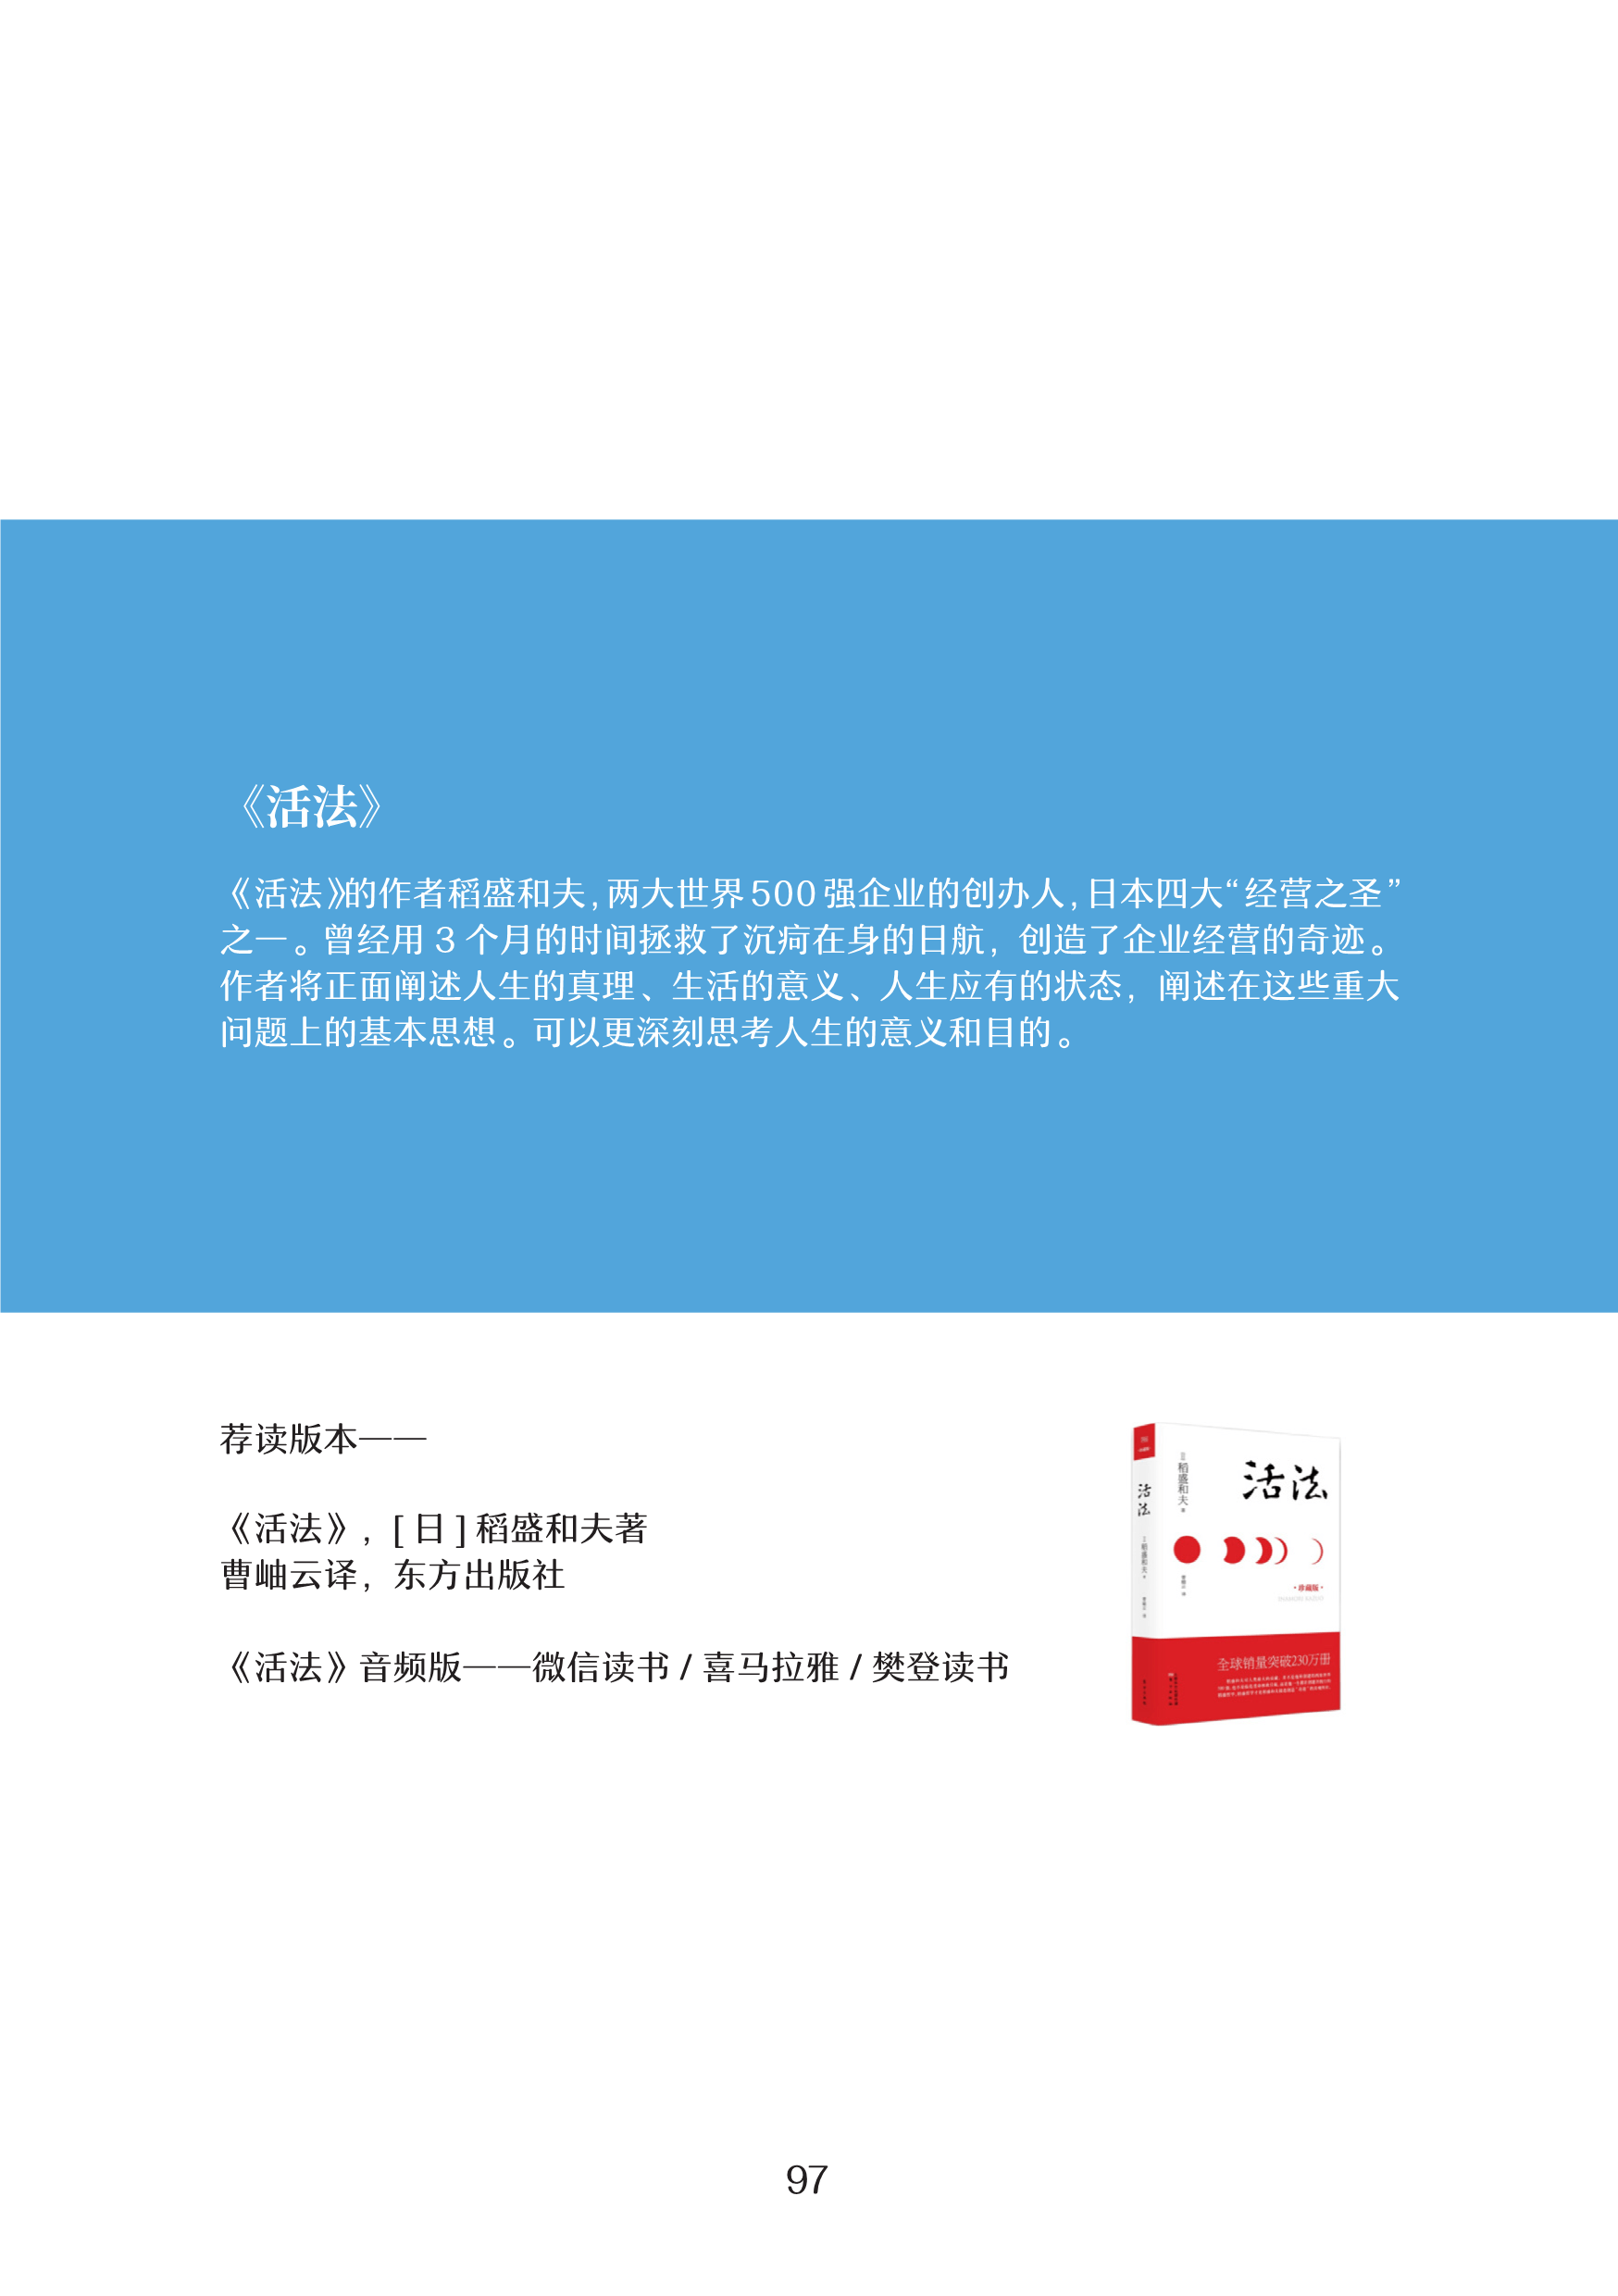 《活法》
《活法》的作者稻盛和夫,两大世界500强企业的创办人,日本四大“经营之圣”
之一。曾经用 3 个月的时间拯救了沉疴在身的日航，创造了企业经营的奇迹。
作者将正面阐述人生的真理、生活的意义、人生应有的状态，阐述在这些重大
问题上的基本思想。可以更深刻思考人生的意义和目的。
荐读版本——
《活法》，[ 日 ] 稻盛和夫著
曹岫云译，东方出版社
《活法》音频版——微信读书 / 喜马拉雅 / 樊登读书
活法
稻盛和夫
活法
稻盛和夫
·珍藏版·
全球销量突破230万册
97